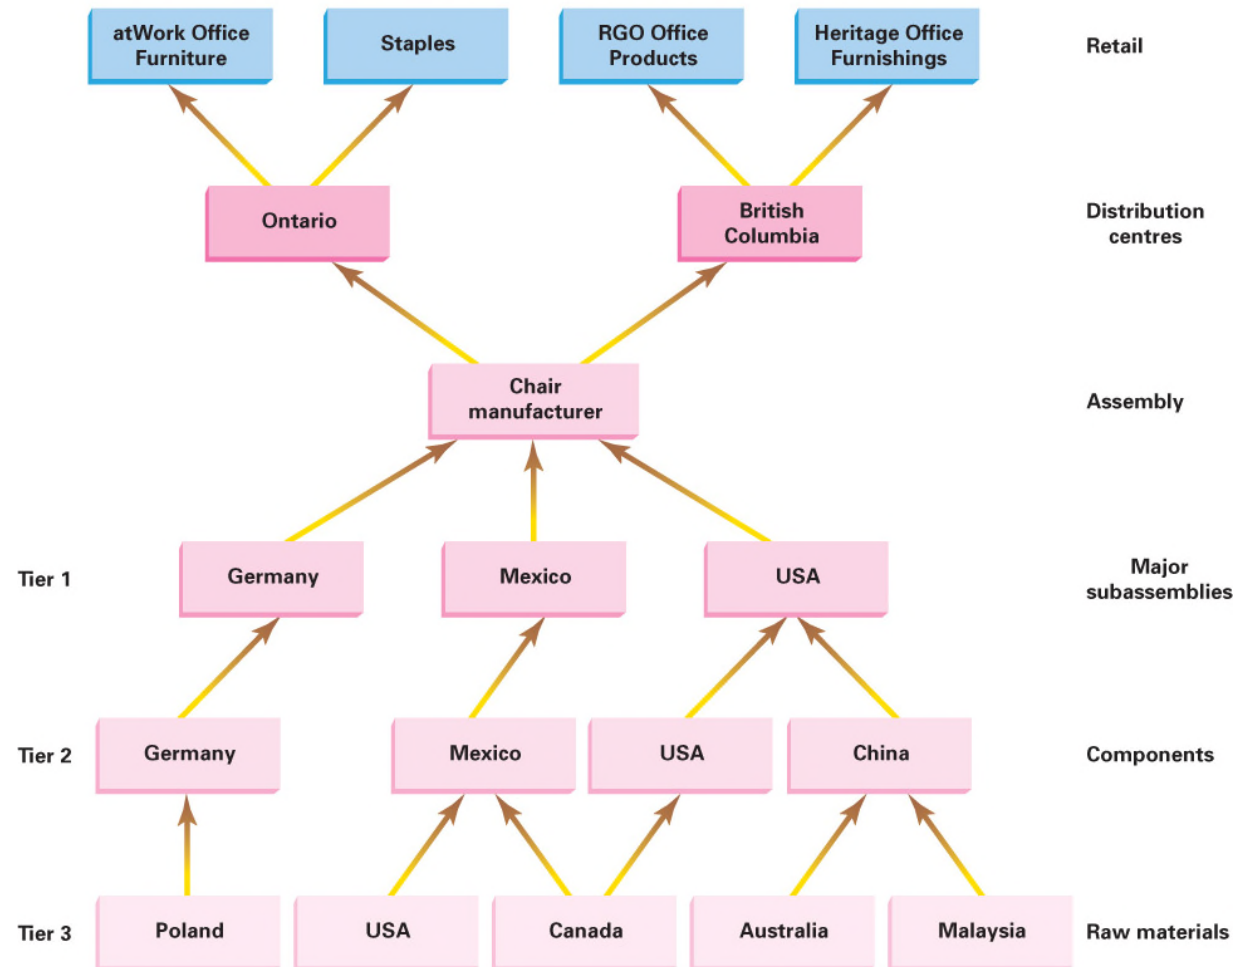 atWork Office
Furniture
Staples
RGO Office
Products
Heritage Office
Furnishings
Retail
Ontario
British
Columbia
Distribution
centres
Chair
manufacturer
Assembly
Tier 1
Germany
Mexico
USA
Major
subassemblies
Tier 2
Germany
Mexico
USA
China
Components
Tier 3
Poland
USA
Canada
Australia
Malaysia
Raw materials